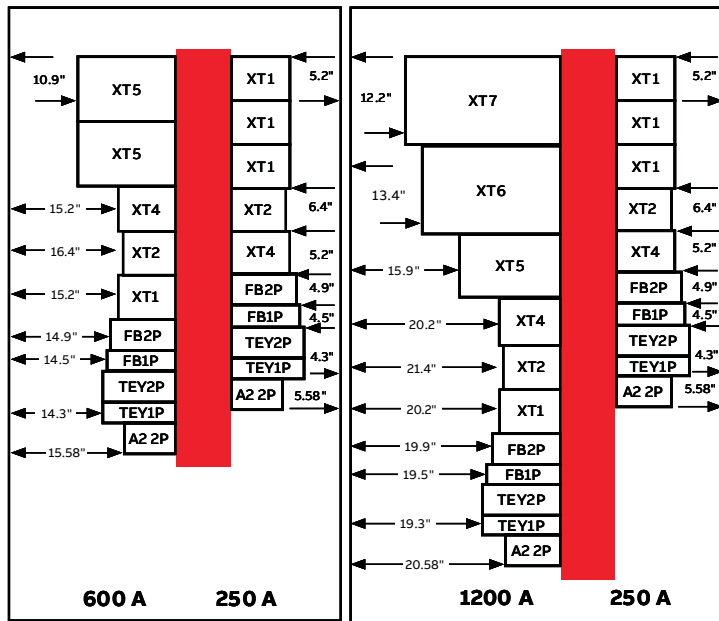 10.9"
XT5
XT5
15.2"
XT4
16.4"
XT2
15.2"
XT1
14.9"
FB2P
14.5"
FB1P
TEY2P
14.3"
TEY1P
A2 2P
15.58"
XT1
5.2"
XT1
XT1
XT2
6.4"
XT4
5.2"
FB2P
4.9"
FB1P
4.5"
TEY2P
4.3"
TEY1P
A2 2P
5.58"
600 A
250 A
12.2"
XT7
13.4"
XT6
15.9"
XT5
20.2"
XT4
21.4"
XT2
20.2"
XT1
19.9"
FB2P
19.5"
FB1P
TEY2P
19.3"
TEY1P
A2 2P
20.58"
XT1
5.2"
XT1
XT1
XT2
6.4"
XT4
5.2"
FB2P
4.9"
FB1P
4.5"
TEY2P
4.3"
TEY1P
A2 2P
5.58"
1200 A
250 A